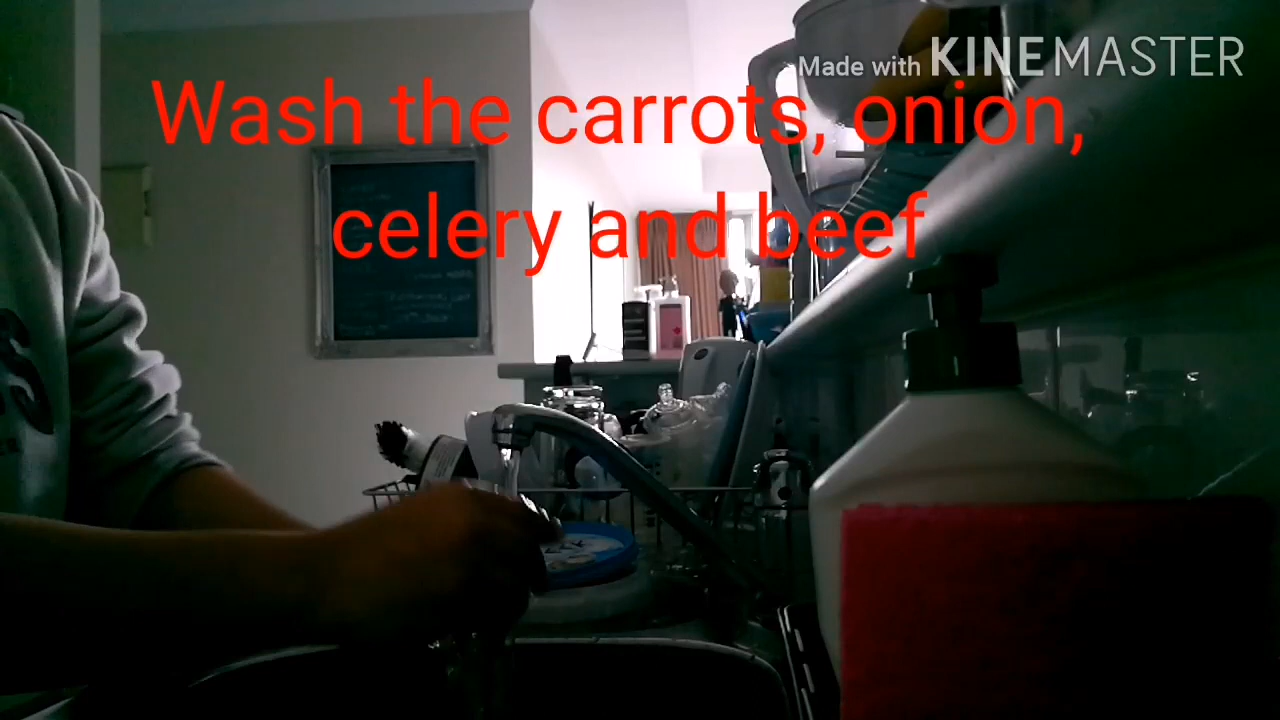 Made with KINEMASTER
Wash the carrots, onion,
celery and beef